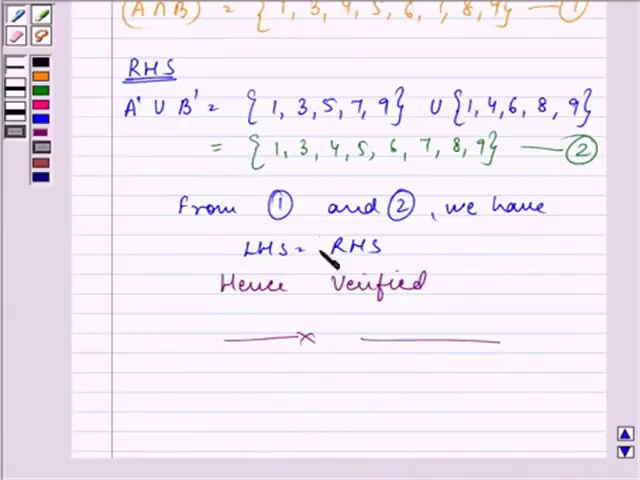 (A ∩ B)' = { 1, 3, 4, 5, 6, 7, 8, 9} — ①
RHS
A' ∪ B' = { 1, 3, 5, 7, 9} ∪ {1, 4, 6, 8, 9}
= { 1, 3, 4, 5, 6, 7, 8, 9} — ②
From ① and ②, we have
LHS = RHS
Hence Verified